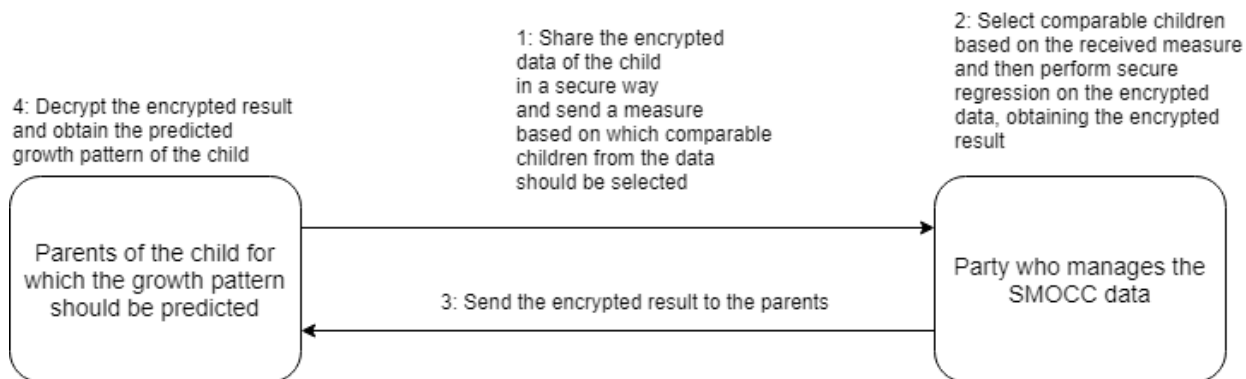 1: Share the encrypted
data of the child
in a secure way
and send a measure
based on which comparable
children from the data
should be selected
2: Select comparable children
based on the received measure
and then perform secure
regression on the encrypted
data, obtaining the encrypted
result
4: Decrypt the encrypted result
and obtain the predicted
growth pattern of the child
Parents of the child for
which the growth pattern
should be predicted
3: Send the encrypted result to the parents
Party who manages the
SMOCC data